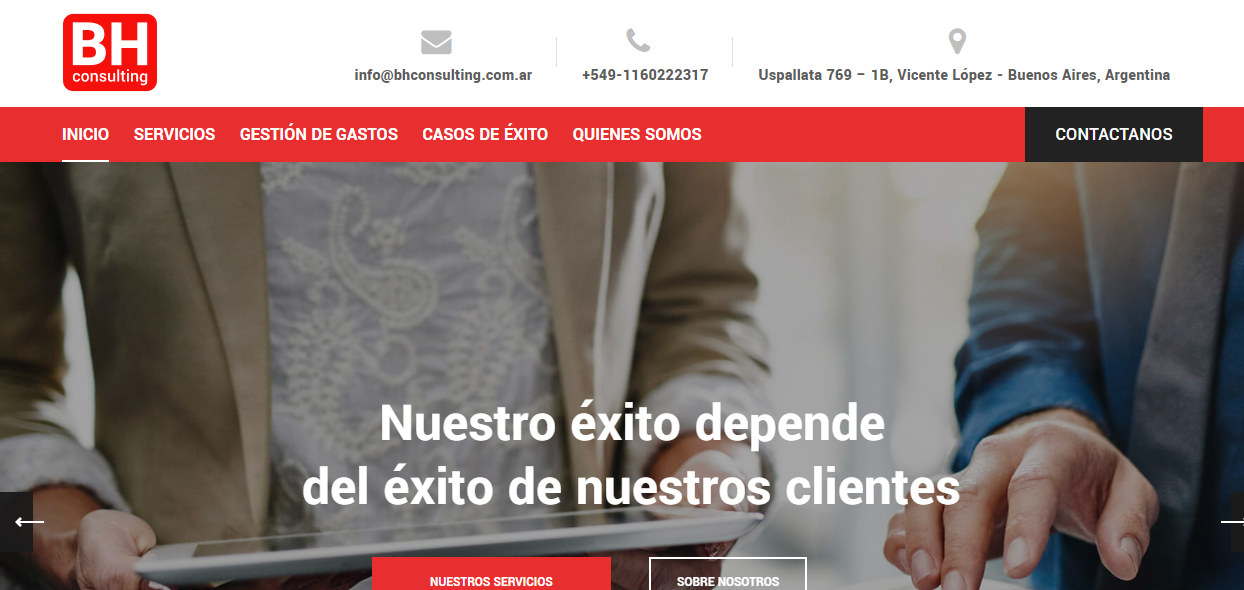 BH
consulting
info@bhconsulting.com.ar
+549-1160222317
Uspallata 769 – 1B, Vicente López - Buenos Aires, Argentina
INICIO SERVICIOS GESTIÓN DE GASTOS CASOS DE ÉXITO QUIENES SOMOS CONTACTANOS
Nuestro éxito depende
del éxito de nuestros clientes
NUESTROS SERVICIOS SOBRE NOSOTROS